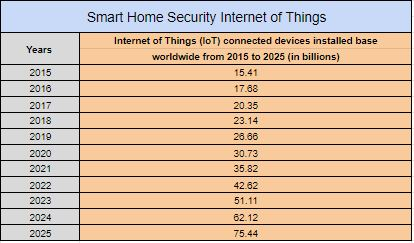 Smart Home Security Internet of Things
Years
Internet of Things (IoT) connected devices installed base
worldwide from 2015 to 2025 (in billions)
2015 15.41
2016 17.68
2017 20.35
2018 23.14
2019 26.66
2020 30.73
2021 35.82
2022 42.62
2023 51.11
2024 62.12
2025 75.44